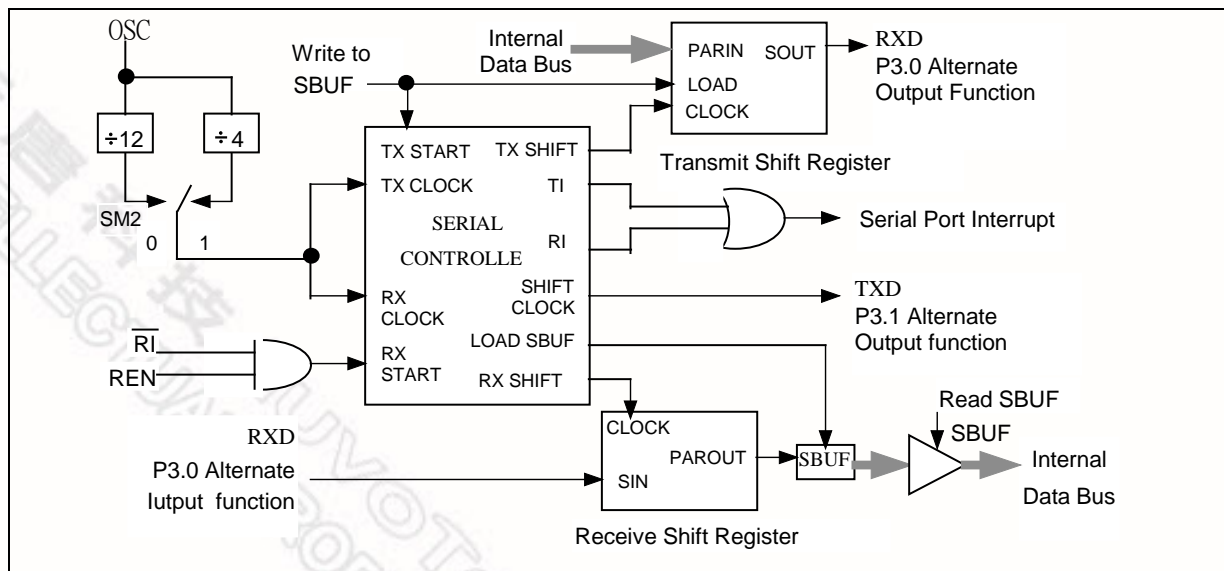 OSC
÷12
÷4
SM2
0
1
Write to
SBUF
Internal
Data Bus
PARIN
SOUT
LOAD
CLOCK
RXD
P3.0 Alternate
Output Function
Transmit Shift Register
TX START
TX SHIFT
TX CLOCK
TI
SERIAL
CONTROLLE
RI
SHIFT
CLOCK
RX
CLOCK
LOAD SBUF
RX
START
RX SHIFT
Serial Port Interrupt
TXD
P3.1 Alternate
Output function
RI
REN
RXD
P3.0 Alternate
Iutput function
CLOCK
PAROUT
SIN
Receive Shift Register
SBUF
Read SBUF
SBUF
Internal
Data Bus